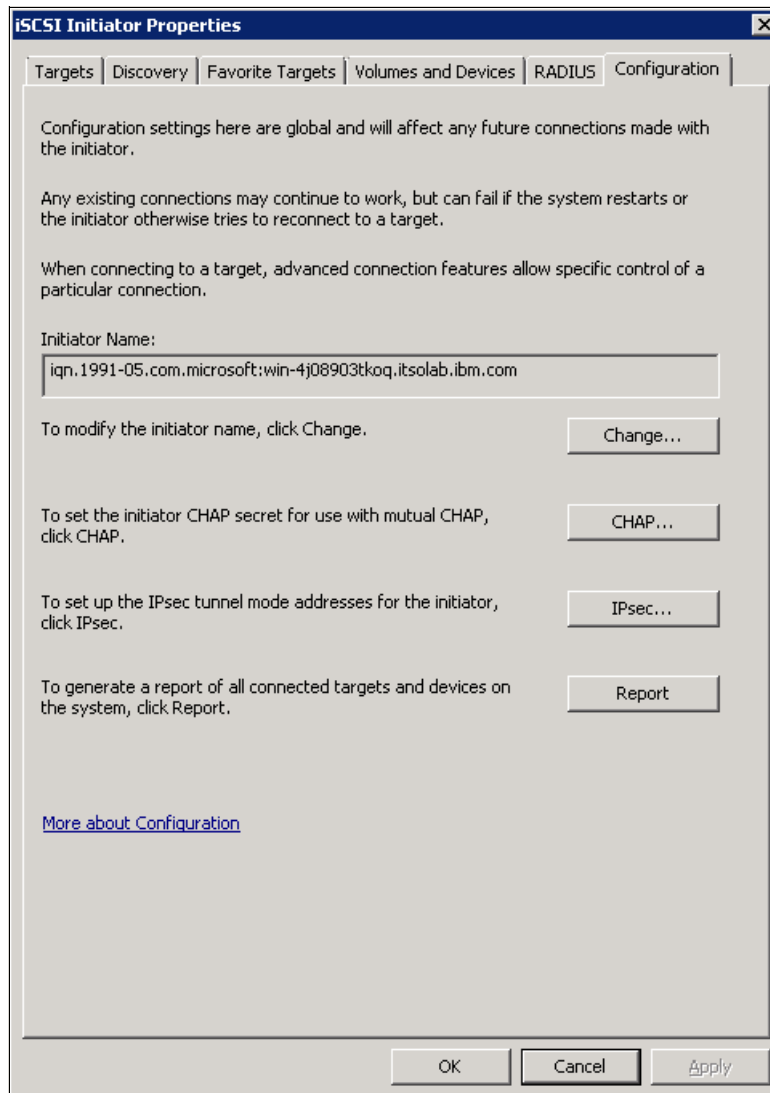 iSCSI Initiator Properties
Targets Discovery Favorite Targets Volumes and Devices RADIUS Configuration
Configuration settings here are global and will affect any future connections made with
the initiator.
Any existing connections may continue to work, but can fail if the system restarts or
the initiator otherwise tries to reconnect to a target.
When connecting to a target, advanced connection features allow specific control of a
particular connection.
Initiator Name:
iqn.1991-05.com.microsoft:win-4j08903tkoq.itsolab.ibm.com
To modify the initiator name, click Change.
Change...
To set the initiator CHAP secret for use with mutual CHAP,
click CHAP.
CHAP...
To set up the IPsec tunnel mode addresses for the initiator,
click IPsec.
IPsec...
To generate a report of all connected targets and devices on
the system, click Report.
Report
More about Configuration
OK Cancel Apply